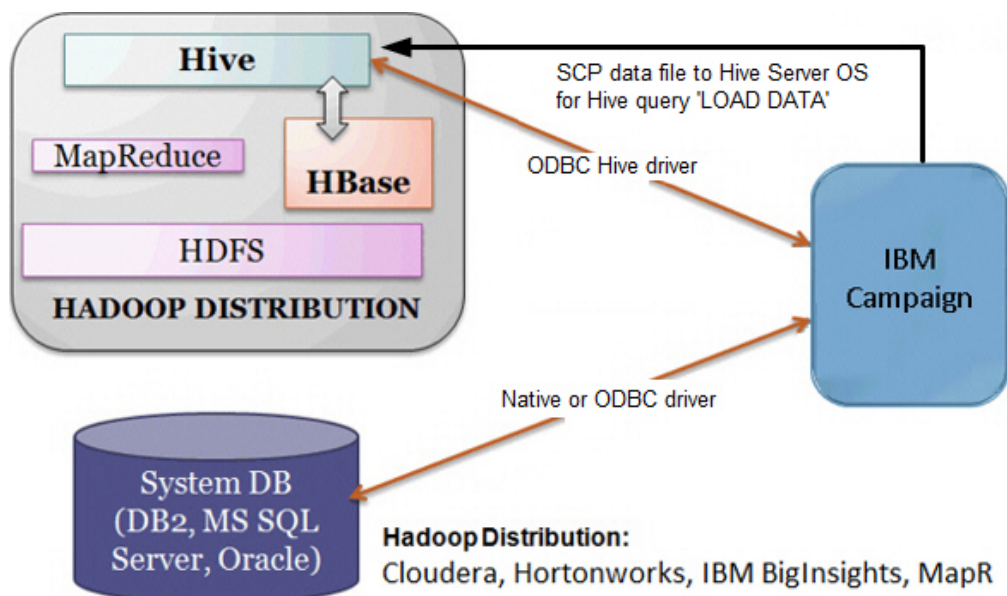 Hive
MapReduce
HBase
HDFS
HADOOP DISTRIBUTION
SCP data file to Hive Server OS
for Hive query 'LOAD DATA'
ODBC Hive driver
IBM
Campaign
Native or ODBC driver
System DB
(DB2, MS SQL
Server, Oracle)
Hadoop Distribution:
Cloudera, Hortonworks, IBM BigInsights, MapR